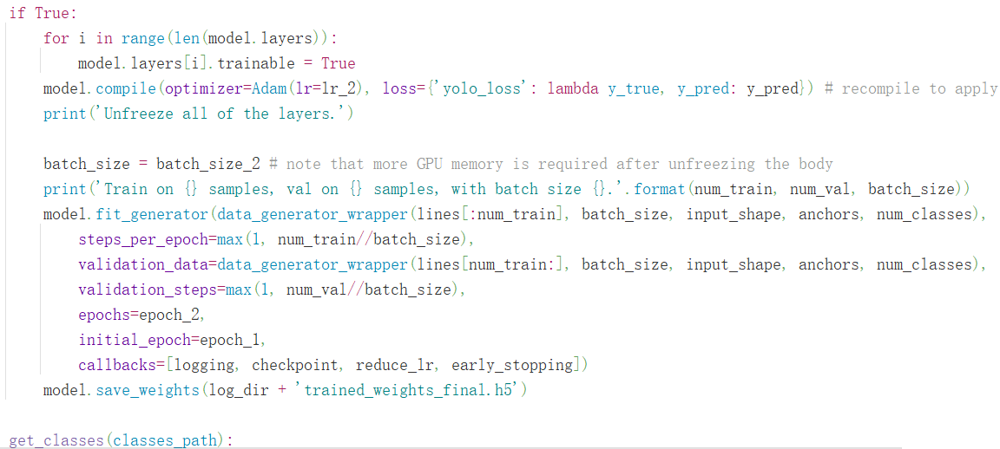 if True:
    for i in range(len(model.layers)):
        model.layers[i].trainable = True
    model.compile(optimizer=Adam(lr=lr_2), loss={'yolo_loss': lambda y_true, y_pred: y_pred}) # recompile to apply
    print('Unfreeze all of the layers.')

    batch_size = batch_size_2 # note that more GPU memory is required after unfreezing the body
    print('Train on {} samples, val on {} samples, with batch size {}.'.format(num_train, num_val, batch_size))
    model.fit_generator(data_generator_wrapper(lines[:num_train], batch_size, input_shape, anchors, num_classes),
        steps_per_epoch=max(1, num_train//batch_size),
        validation_data=data_generator_wrapper(lines[num_train:], batch_size, input_shape, anchors, num_classes),
        validation_steps=max(1, num_val//batch_size),
        epochs=epoch_2,
        initial_epoch=epoch_1,
        callbacks=[logging, checkpoint, reduce_lr, early_stopping])
    model.save_weights(log_dir + 'trained_weights_final.h5')

get_classes(classes_path):